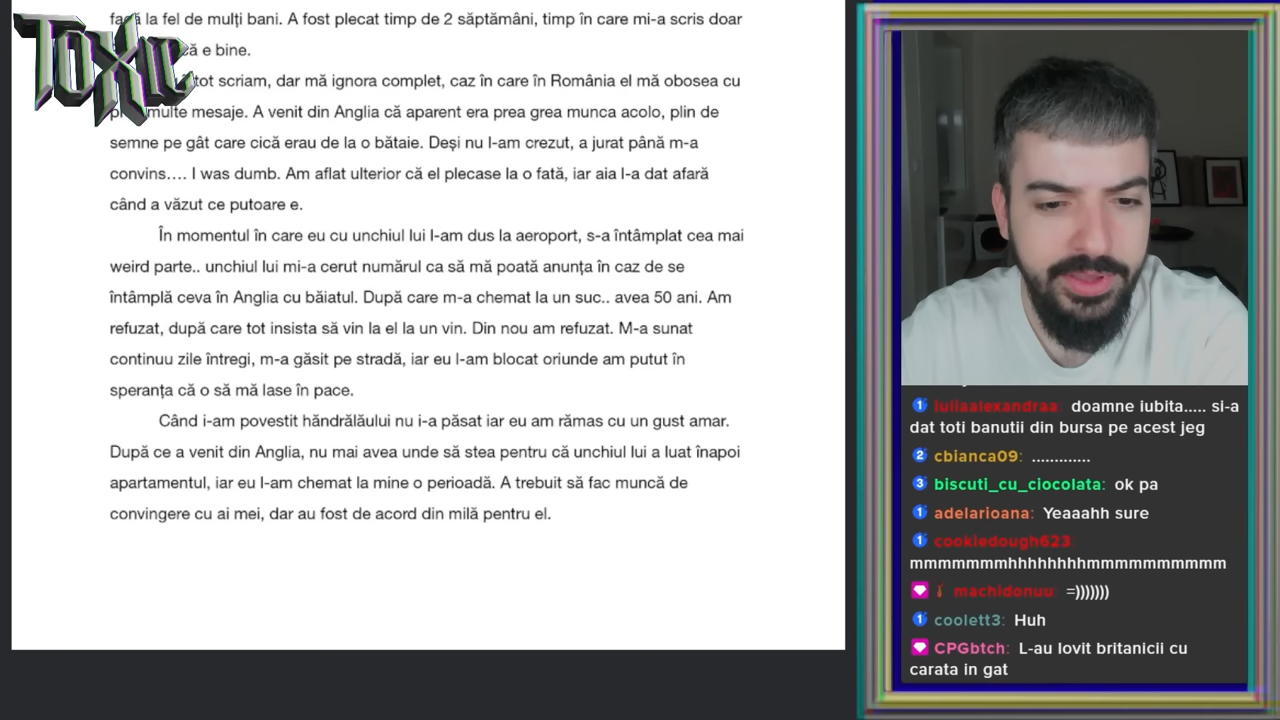 facă la fel de mulți bani. A fost plecat timp de 2 săptămâni, timp în care mi-a scris doar
TOXIC
că e bine.
tot scriam, dar mă ignora complet, caz în care în România el mă obosea cu
multe mesaje. A venit din Anglia că aparent era prea grea munca acolo, plin de
semne pe gât care cică erau de la o bătaie. Deși nu l-am crezut, a jurat până m-a
convins…. I was dumb. Am aflat ulterior că el plecase la o fată, iar aia l-a dat afară
când a văzut ce putoare e.
În momentul în care eu cu unchiul lui l-am dus la aeroport, s-a întâmplat cea mai
weird parte.. unchiul lui mi-a cerut numărul ca să mă poată anunța în caz de se
întâmplă ceva în Anglia cu băiatul. După care m-a chemat la un suc.. avea 50 ani. Am
refuzat, după care tot insista să vin la el la un vin. Din nou am refuzat. M-a sunat
continuu zile întregi, m-a găsit pe stradă, iar eu l-am blocat oriunde am putut în
speranța că o să mă lase în pace.
Când i-am povestit hăndrălăului nu i-a păsat iar eu am rămas cu un gust amar.
După ce a venit din Anglia, nu mai avea unde să stea pentru că unchiul lui a luat înapoi
apartamentul, iar eu l-am chemat la mine o perioadă. A trebuit să fac muncă de
convingere cu ai mei, dar au fost de acord din milă pentru el.
iuliaalexandraa: doamne iubita..... si-a
dat toti banutii din bursa pe acest jeg
cbianca09: .............
biscuti_cu_ciocolata: ok pa
adelarioana: Yeaaahh sure
cookiedough623:
mmmmmmmhhhhhhhhmmmmmmmmmm
machidonuu: =)))))))
coolett3: Huh
CPGbtch: L-au lovit britanicii cu
carata in gat